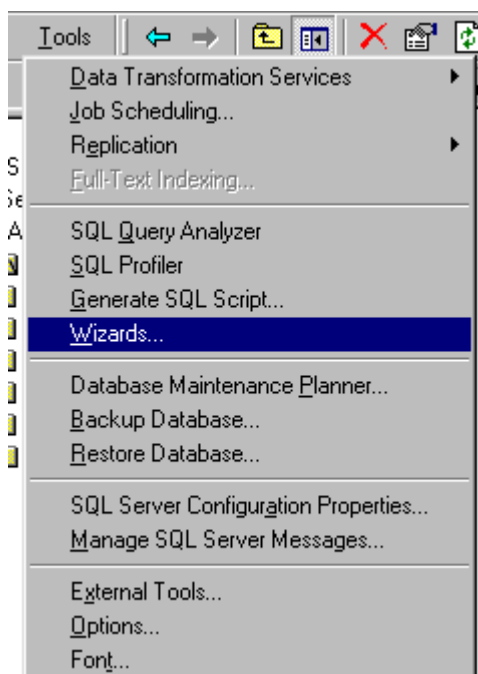 Tools
Data Transformation Services
Job Scheduling...
Replication
Full-Text Indexing...
SQL Query Analyzer
SQL Profiler
Generate SQL Script...
Wizards...
Database Maintenance Planner...
Backup Database...
Restore Database...
SQL Server Configuration Properties...
Manage SQL Server Messages...
External Tools...
Options...
Font...